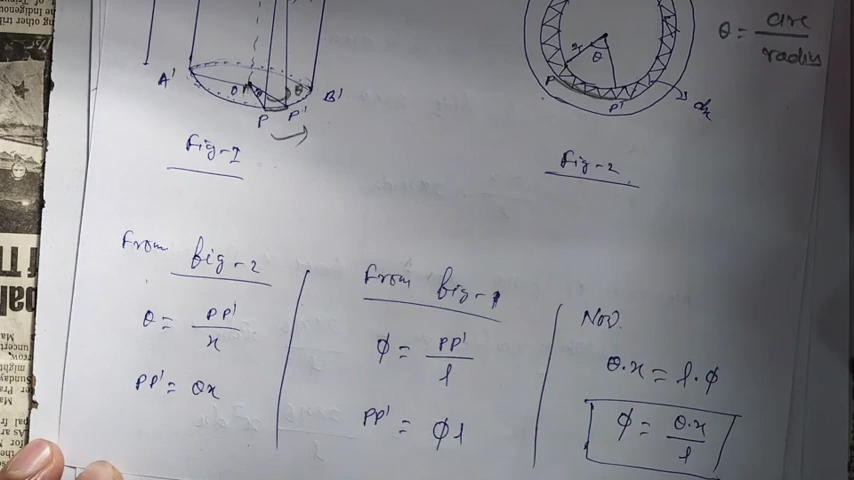 θ = arc / radius
A'
O
θ
B'
P
P'
x
θ
P
P'
dx
Fig-1
Fig-2
From fig-2
θ = PP' / x
PP' = θx
From fig-1
φ = PP' / l
PP' = φl
Now.
θ.x = l.φ
φ = θ.x / l